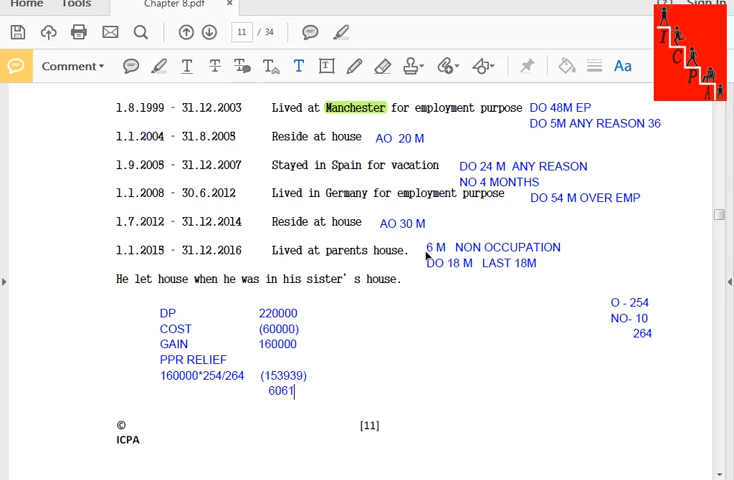 Home Tools Chapter 8.pdf × Sign In
11 / 34
Comment Aa
I C P A
1.8.1999 - 31.12.2003 Lived at Manchester for employment purpose DO 48M EP
DO 5M ANY REASON 36
1.1.2004 - 31.8.2005 Reside at house AO 20 M
1.9.2005 - 31.12.2007 Stayed in Spain for vacation DO 24 M ANY REASON
NO 4 MONTHS
1.1.2008 - 30.6.2012 Lived in Germany for employment purpose DO 54 M OVER EMP
1.7.2012 - 31.12.2014 Reside at house AO 30 M
1.1.2015 - 31.12.2016 Lived at parents house. 6 M NON OCCUPATION
DO 18 M LAST 18M
He let house when he was in his sister's house.
O - 254
DP 220000
NO- 10
COST (60000)
264
GAIN 160000
PPR RELIEF
160000*254/264 (153939)
6061
© [11]
ICPA